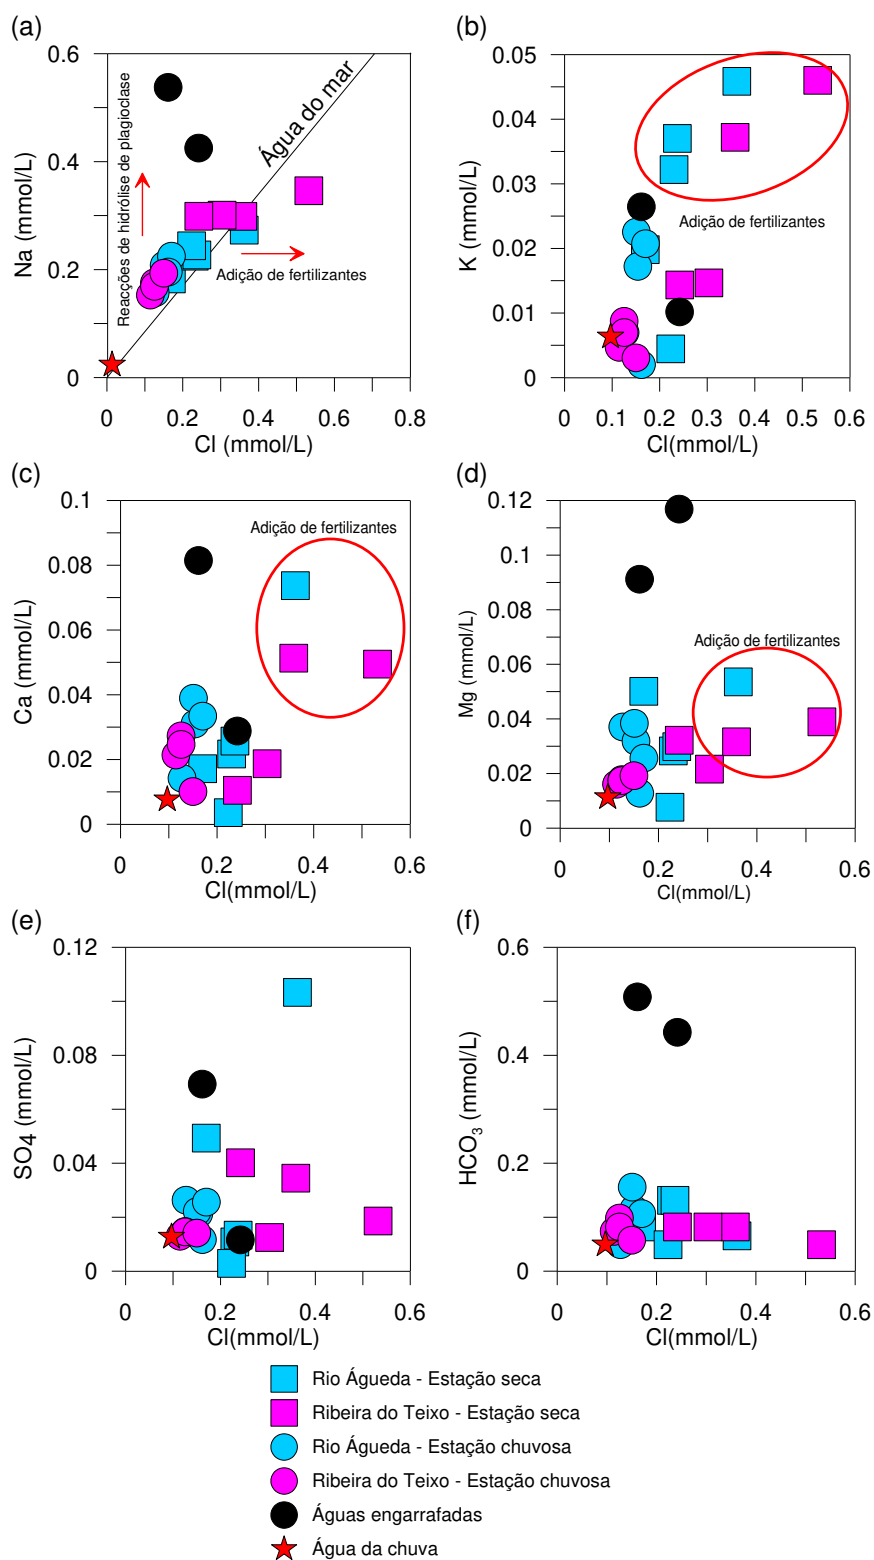 (a)
0.6
0.4
0.2
0
Na (mmol/L)
Reacções de hidrólise de plagioclase
Água do mar
Adição de fertilizantes
0
0.2
0.4
0.6
0.8
Cl (mmol/L)
(b)
0.05
0.04
0.03
0.02
0.01
0
K (mmol/L)
Adição de fertilizantes
0
0.1
0.2
0.3
0.4
0.5
0.6
Cl(mmol/L)
(c)
0.1
0.08
0.06
0.04
0.02
0
Ca (mmol/L)
Adição de fertilizantes
0
0.2
0.4
0.6
Cl(mmol/L)
(d)
0.12
0.1
0.08
0.06
0.04
0.02
0
Mg (mmol/L)
Adição de fertilizantes
0
0.2
0.4
0.6
Cl(mmol/L)
(e)
0.12
0.08
0.04
0
SO4 (mmol/L)
0
0.2
0.4
0.6
Cl(mmol/L)
(f)
0.6
0.4
0.2
0
HCO₃ (mmol/L)
0
0.2
0.4
0.6
Cl(mmol/L)
Rio Águeda - Estação seca
Ribeira do Teixo - Estação seca
Rio Águeda - Estação chuvosa
Ribeira do Teixo - Estação chuvosa
Águas engarrafadas
Água da chuva